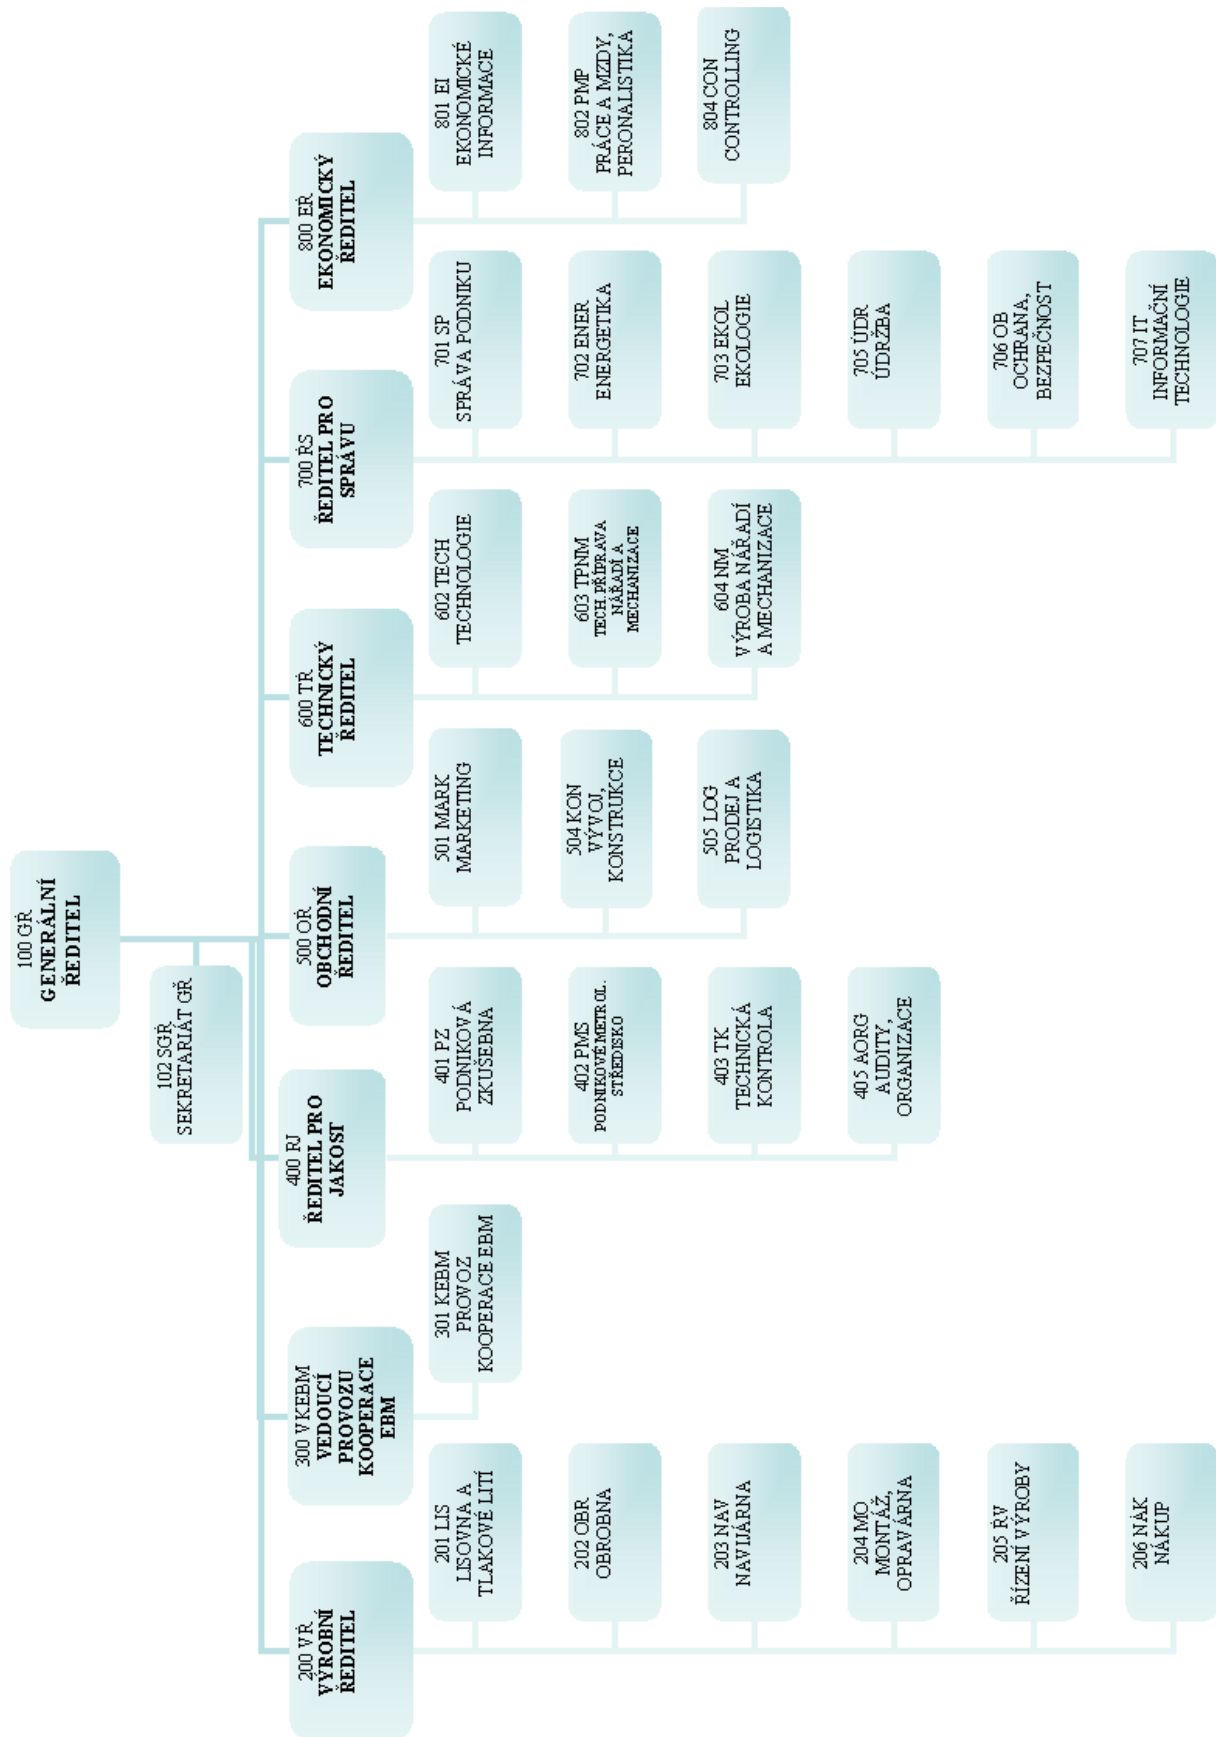 100 GŘ
GENERÁLNÍ
ŘEDITEL
102 SGŘ
SEKRETARIÁT GŘ
200 VŘ
VÝROBNÍ
ŘEDITEL
201 LIS
LISOVNA A
TLAKOVÉ LITÍ
202 OBR
OBROBNA
203 NAV
NAVIJÁRNA
204 MO
MONTÁŽ,
OPRAVÁRNA
205 ŘV
ŘÍZENÍ VÝROBY
206 NÁK
NÁKUP
300 VKEBM
VEDOUCÍ
PROVOZU
KOOPERACE
EBM
301 KEBM
PROVOZ
KOOPERACE EBM
400 RJ
ŘEDITEL PRO
JAKOST
401 PZ
PODNIKOVÁ
ZKUŠEBNA
402 PMS
PODNIKOVÉ METROL.
STŘEDISKO
403 TK
TECHNICKÁ
KONTROLA
405 AORG
AUDITY,
ORGANIZACE
500 OŘ
OBCHODNÍ
ŘEDITEL
501 MARK
MARKETING
504 KON
VÝVOJ,
KONSTRUKCE
505 LOG
PRODEJ A
LOGISTIKA
600 TŘ
TECHNICKÝ
ŘEDITEL
602 TECH
TECHNOLOGIE
603 TPNM
TECH. PŘÍPRAVA
NÁŘADÍ A
MECHANIZACE
604 NM
VÝROBA NÁŘADÍ
A MECHANIZACE
700 ŘS
ŘEDITEL PRO
SPRÁVU
701 SP
SPRÁVA PODNIKU
702 ENER
ENERGETIKA
703 EKOL
EKOLOGIE
705 ÚDR
ÚDRŽBA
706 OB
OCHRANA,
BEZPEČNOST
707 IT
INFORMAČNÍ
TECHNOLOGIE
800 EŘ
EKONOMICKÝ
ŘEDITEL
801 EI
EKONOMICKÉ
INFORMACE
802 PMP
PRÁCE A MZDY,
PERONALISTIKA
804 CON
CONTROLLING